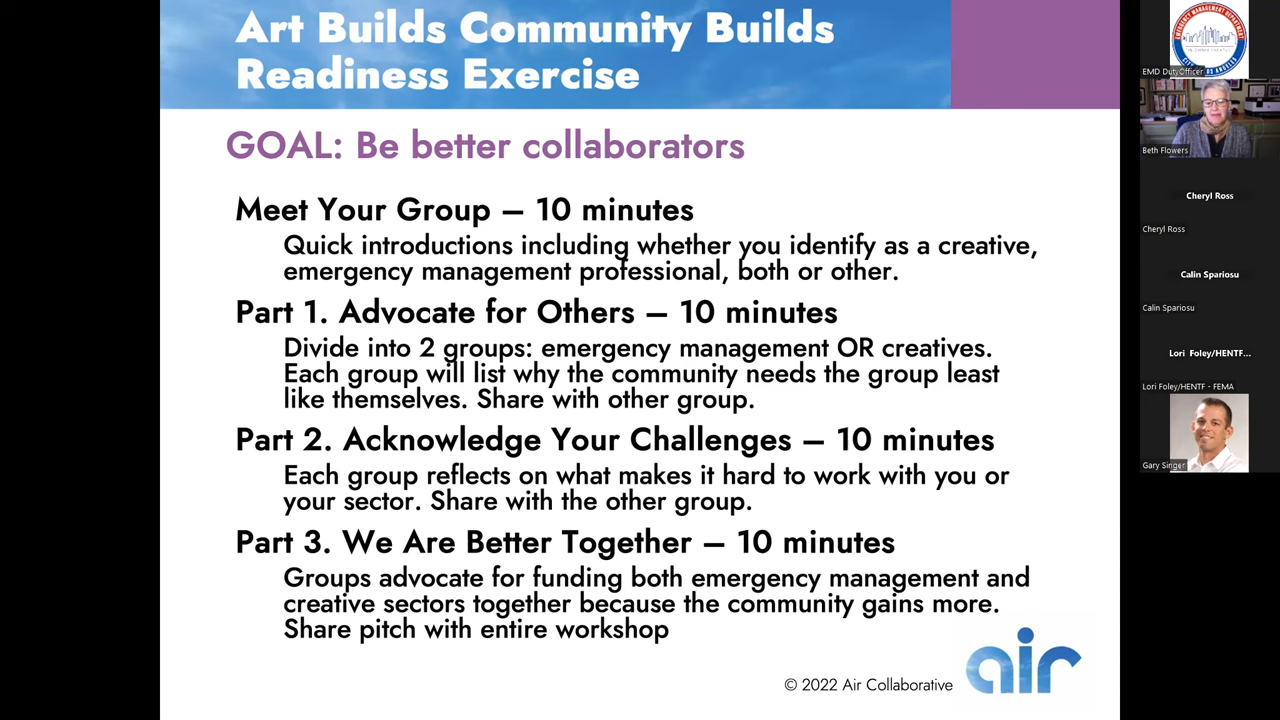 Art Builds Community Builds
Readiness Exercise
GOAL: Be better collaborators
Meet Your Group – 10 minutes
Quick introductions including whether you identify as a creative,
emergency management professional, both or other.
Part 1. Advocate for Others – 10 minutes
Divide into 2 groups: emergency management OR creatives.
Each group will list why the community needs the group least
like themselves. Share with other group.
Part 2. Acknowledge Your Challenges – 10 minutes
Each group reflects on what makes it hard to work with you or
your sector. Share with the other group.
Part 3. We Are Better Together – 10 minutes
Groups advocate for funding both emergency management and
creative sectors together because the community gains more.
Share pitch with entire workshop
© 2022 Air Collaborative
air
EMERGENCY MANAGEMENT DEPARTMENT
EMD DutyOfficer
Beth Flowers
Cheryl Ross
Cheryl Ross
Calin Spariosu
Calin Spariosu
Lori Foley/HENTF...
Lori Foley/HENTF - FEMA
Gary Singer